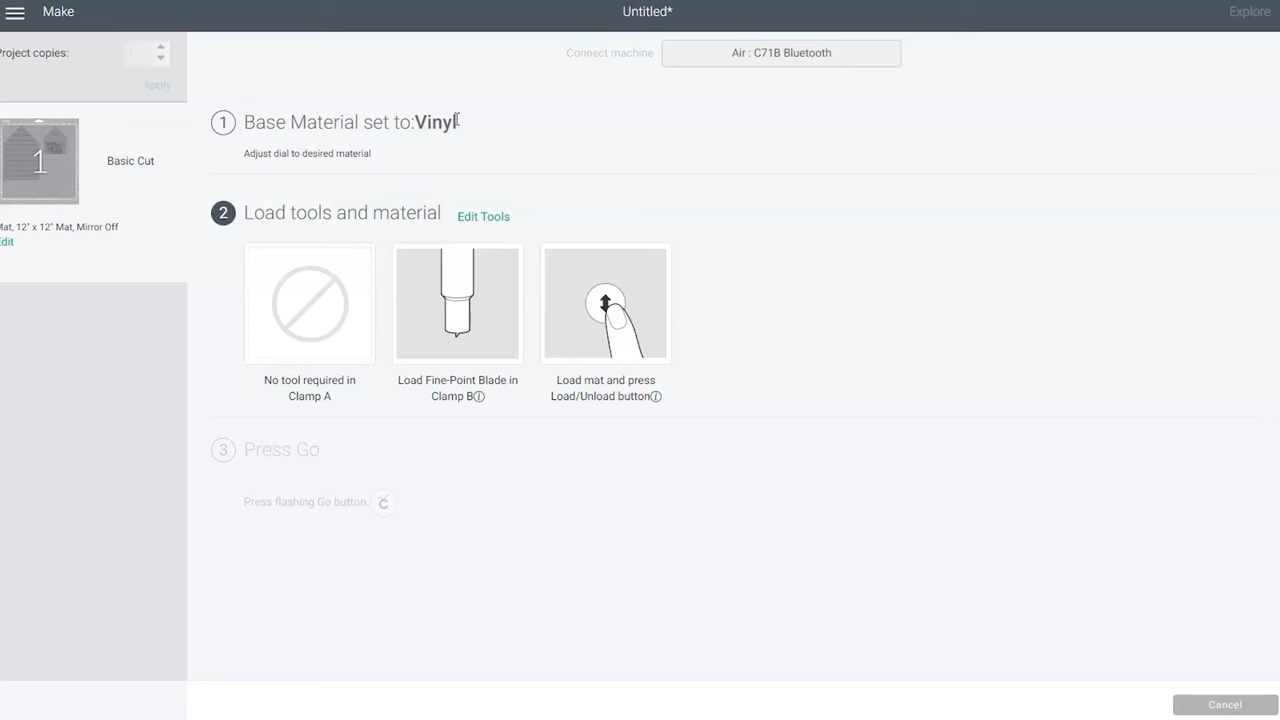 Make
Untitled*
Explore
Project copies:
Apply
Connect machine
Air : C71B Bluetooth
1
Basic Cut
Mat, 12" x 12" Mat, Mirror Off
Edit
1 Base Material set to:Vinyl
Adjust dial to desired material
2 Load tools and material Edit Tools
No tool required in
Clamp A
Load Fine-Point Blade in
Clamp B
Load mat and press
Load/Unload button
3 Press Go
Press flashing Go button.
Cancel